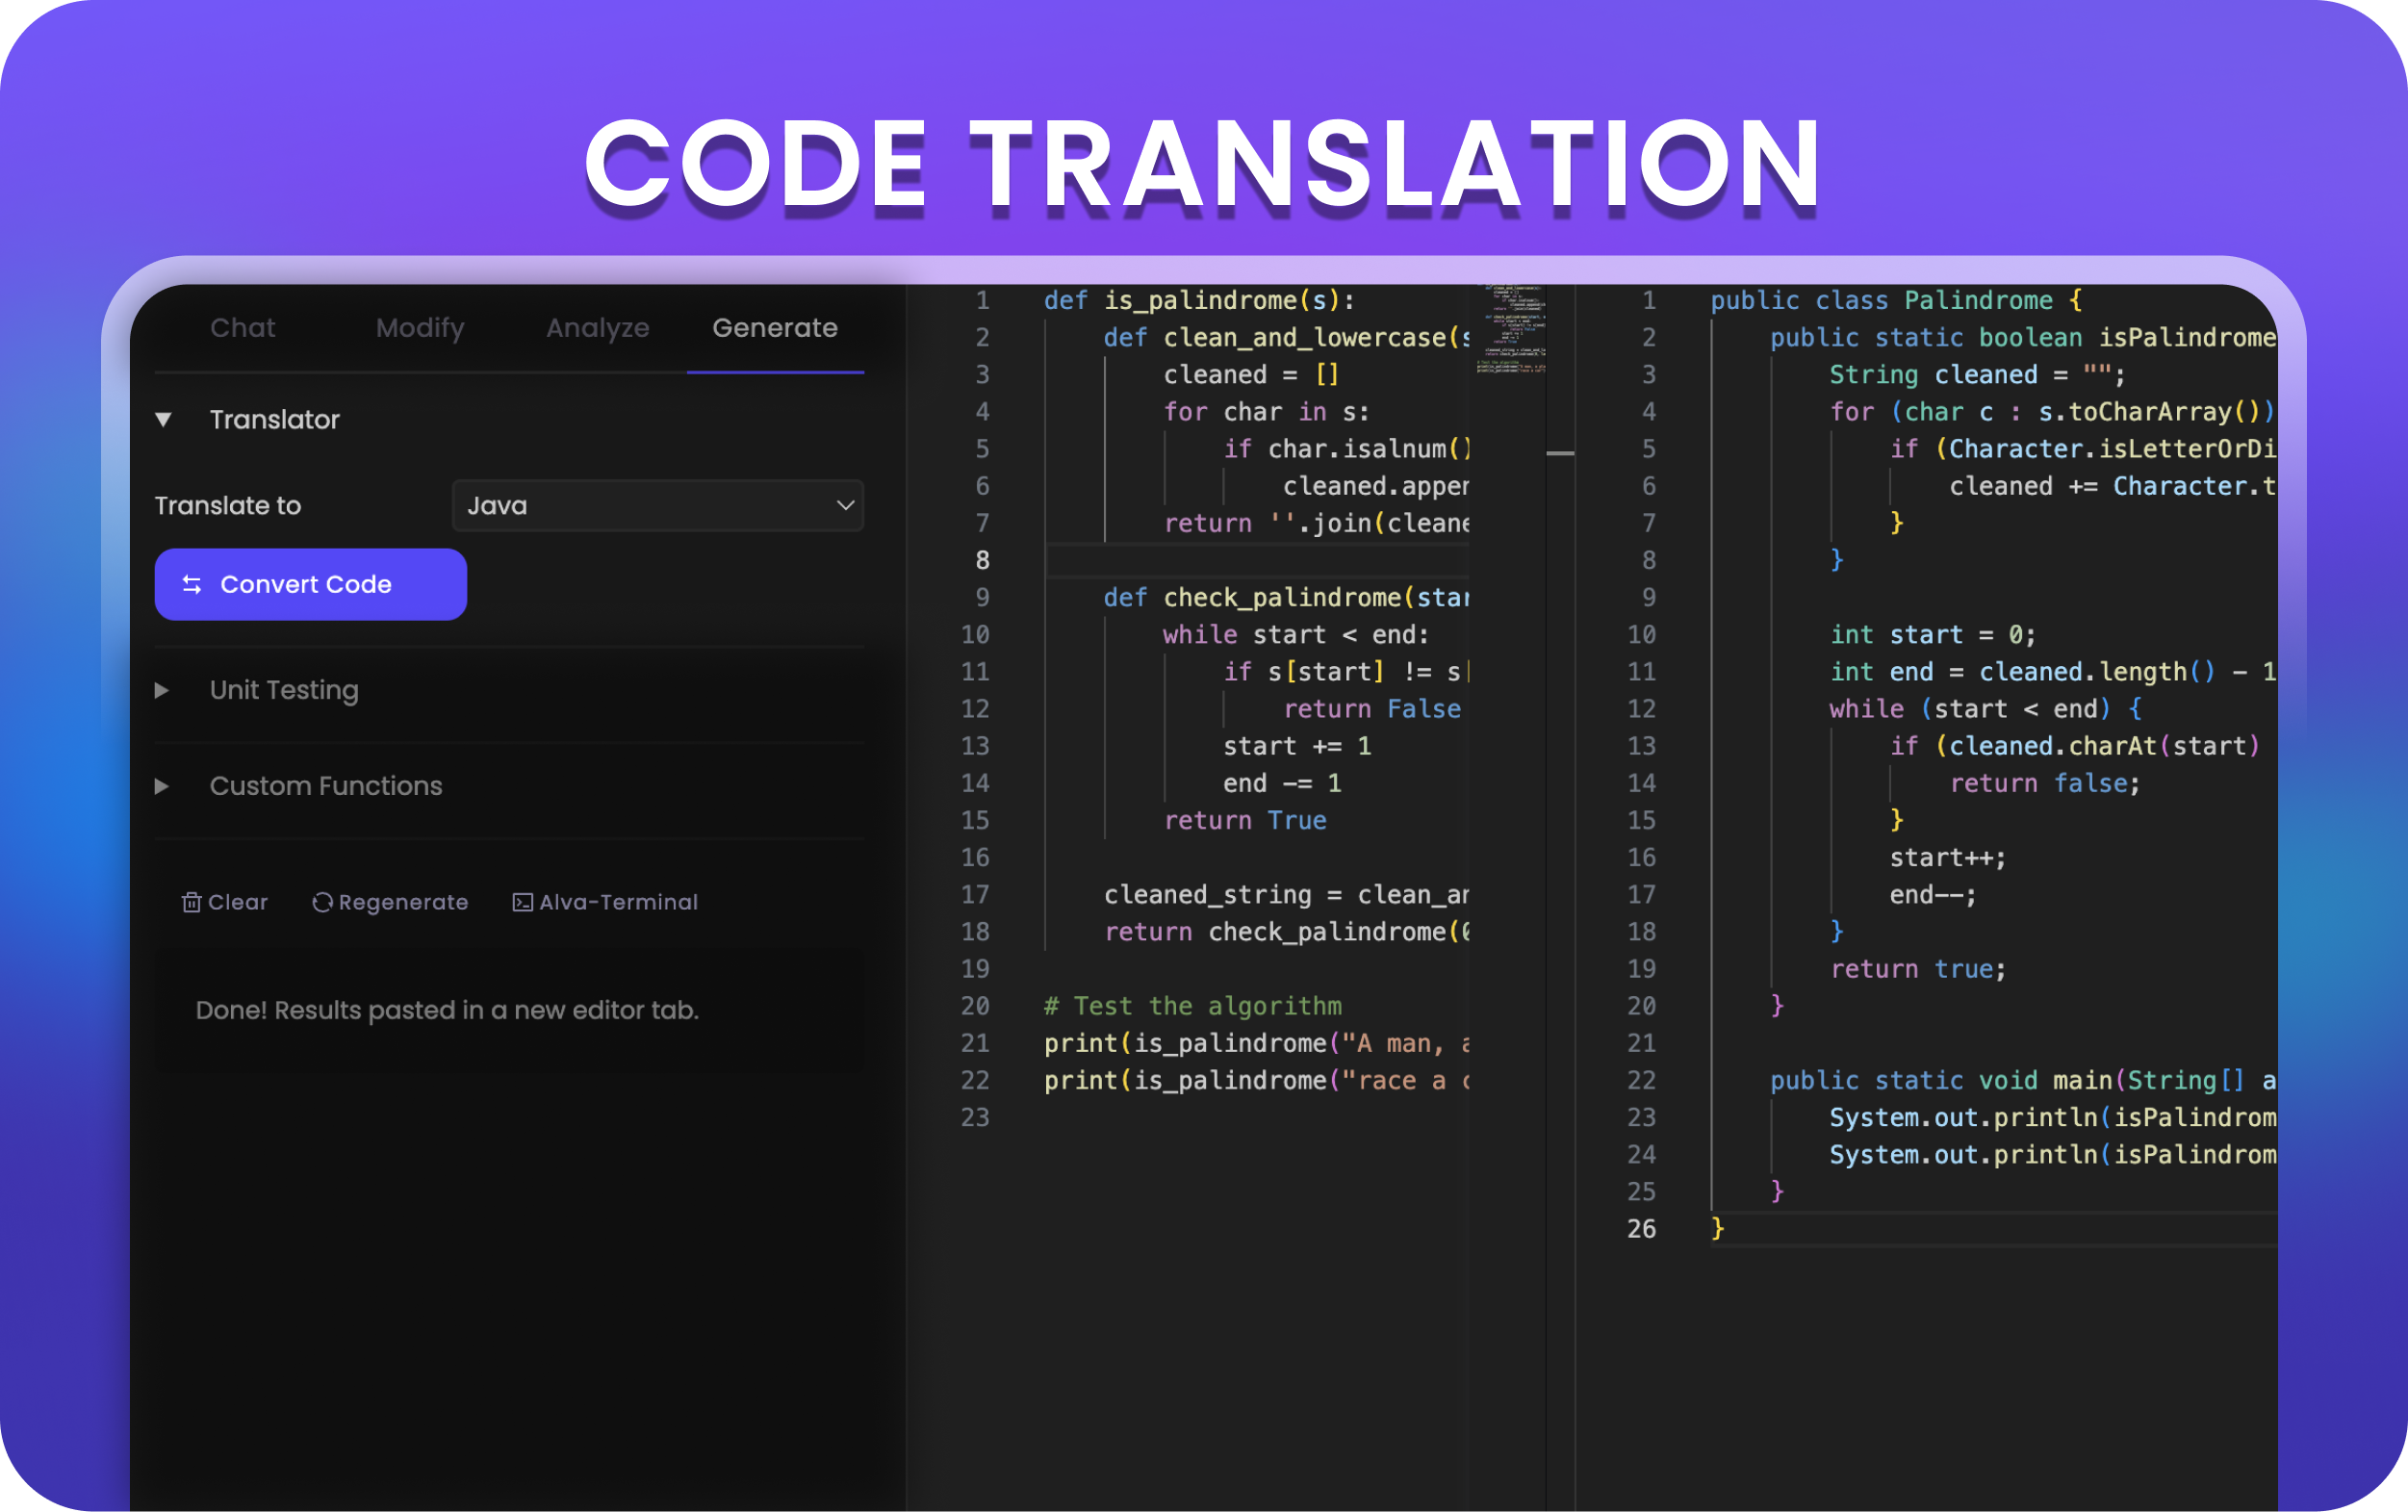 CODE TRANSLATION
Chat Modify Analyze Generate
Translator
Translate to Java
Convert Code
Unit Testing
Custom Functions
Clear Regenerate Alva-Terminal
Done! Results pasted in a new editor tab.
1 def is_palindrome(s):
2 def clean_and_lowercase(s
3 cleaned = []
4 for char in s:
5 if char.isalnum()
6 cleaned.appen
7 return ''.join(cleane
8
9 def check_palindrome(star
10 while start < end:
11 if s[start] != s[
12 return False
13 start += 1
14 end -= 1
15 return True
16
17 cleaned_string = clean_an
18 return check_palindrome(0
19
20 # Test the algorithm
21 print(is_palindrome("A man, a
22 print(is_palindrome("race a c
23
1 public class Palindrome {
2 public static boolean isPalindrome
3 String cleaned = "";
4 for (char c : s.toCharArray())
5 if (Character.isLetterOrDi
6 cleaned += Character.t
7 }
8 }
9
10 int start = 0;
11 int end = cleaned.length() - 1
12 while (start < end) {
13 if (cleaned.charAt(start)
14 return false;
15 }
16 start++;
17 end--;
18 }
19 return true;
20 }
21
22 public static void main(String[] a
23 System.out.println(isPalindrom
24 System.out.println(isPalindrom
25 }
26 }